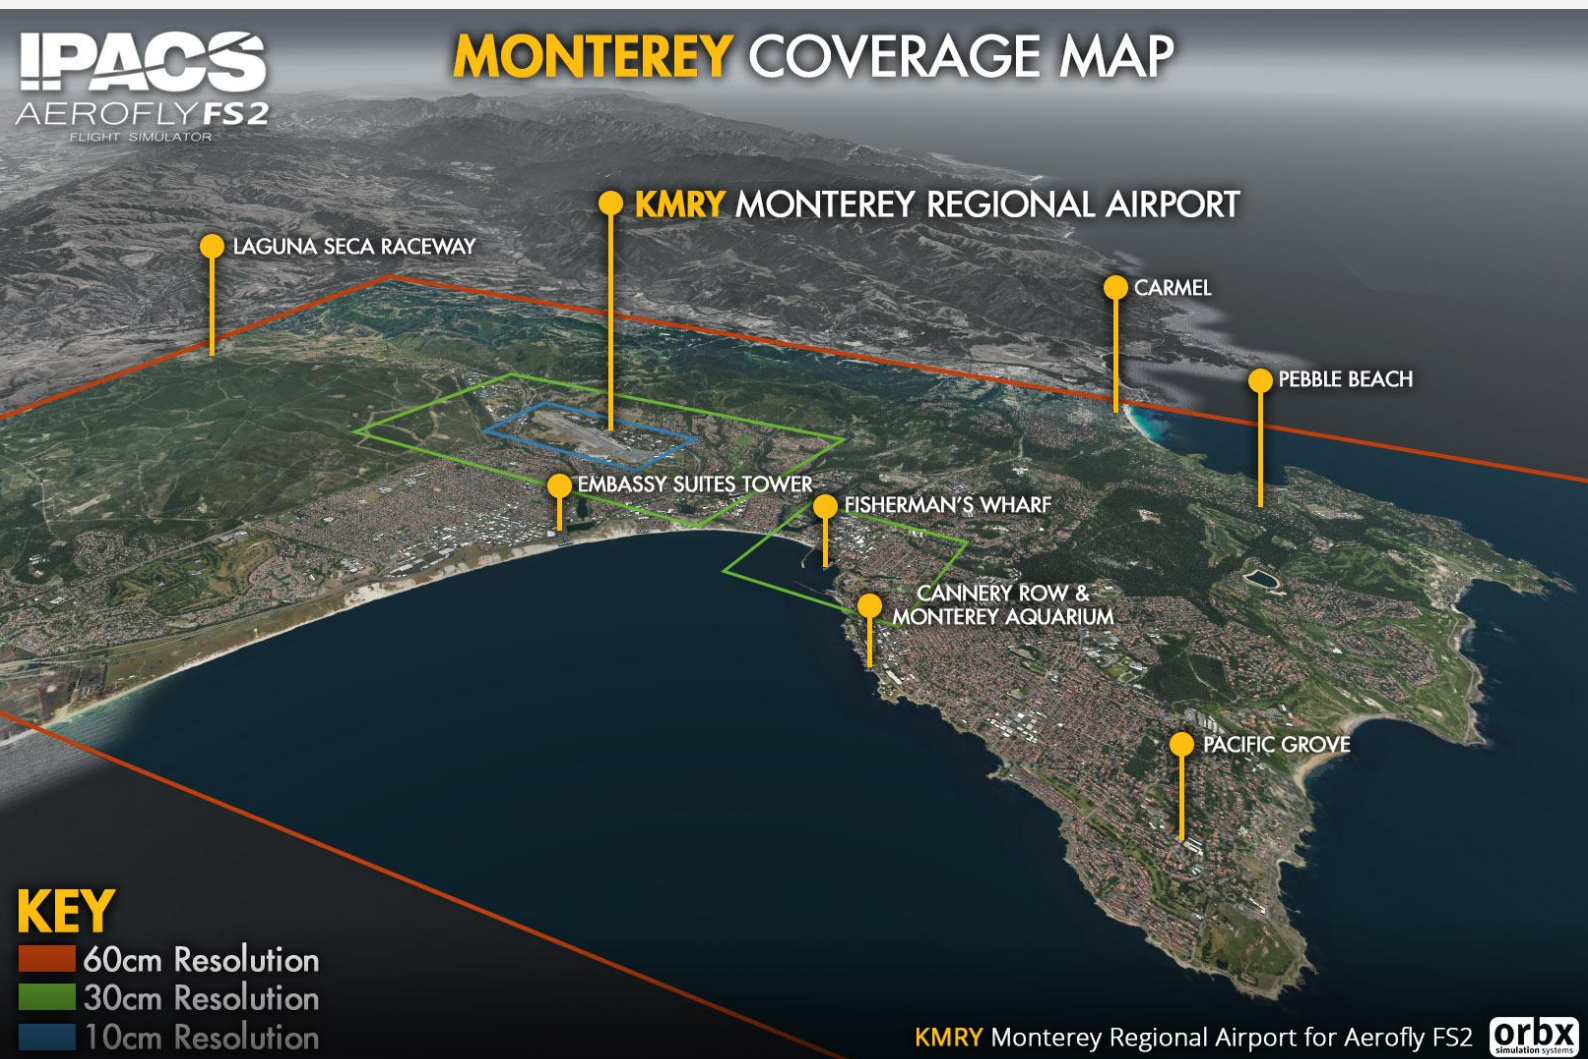 IPACS
AEROFLY FS2
FLIGHT SIMULATOR
MONTEREY COVERAGE MAP
KMRY MONTEREY REGIONAL AIRPORT
LAGUNA SECA RACEWAY
CARMEL
PEBBLE BEACH
EMBASSY SUITES TOWER
FISHERMAN'S WHARF
CANNERY ROW &
MONTEREY AQUARIUM
PACIFIC GROVE
KEY
60cm Resolution
30cm Resolution
10cm Resolution
KMRY Monterey Regional Airport for Aerofly FS2
orbx
simulation systems